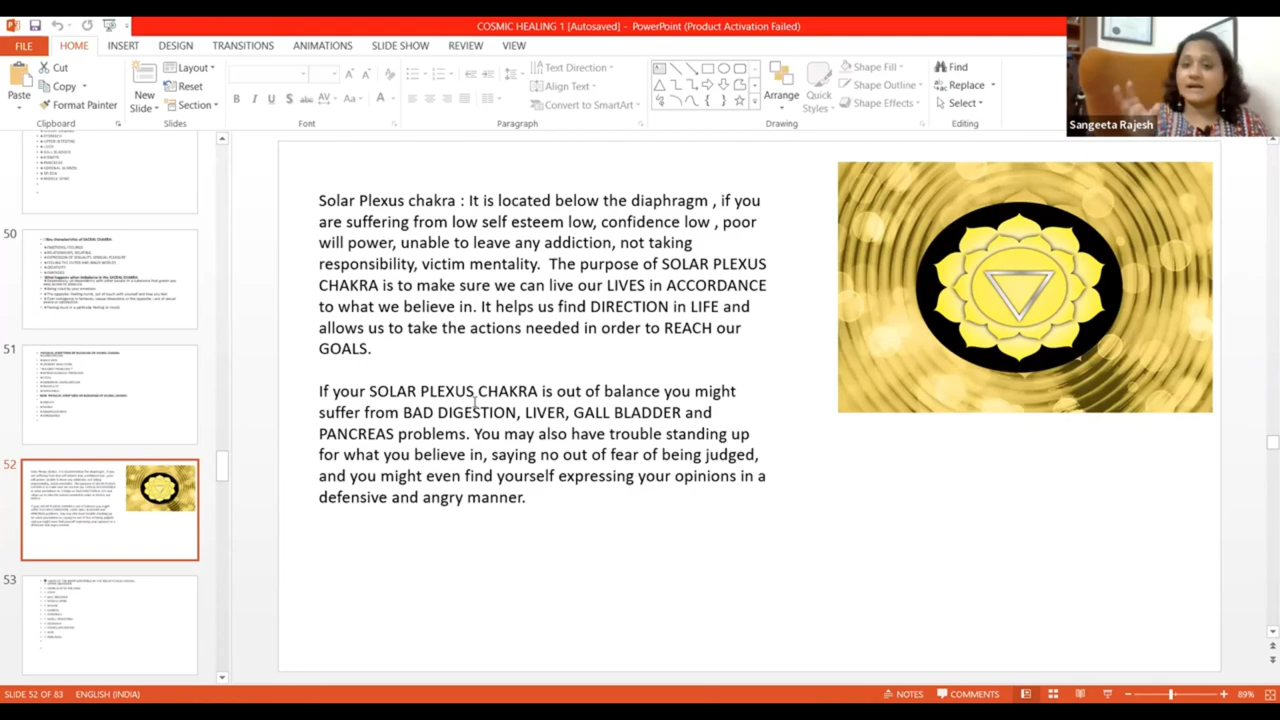 COSMIC HEALING 1 [Autosaved] - PowerPoint (Product Activation Failed)
FILE HOME INSERT DESIGN TRANSITIONS ANIMATIONS SLIDE SHOW REVIEW VIEW
Paste
Cut
Copy
Format Painter
Clipboard
New
Slide
Layout
Reset
Section
Slides
Font
Text Direction
Align Text
Convert to SmartArt
Paragraph
Arrange
Quick
Styles
Shape Fill
Shape Outline
Shape Effects
Drawing
Find
Replace
Select
Editing
Sangeeta Rajesh
50
51
52
53
Solar Plexus chakra : It is located below the diaphragm , if you
are suffering from low self esteem low, confidence low , poor
in power, unable to leave any addiction, not taking
responsibility victim mentality. The purpose of SOLAR PLEXUS
CHAKRA is to make sure we can live our LIVES in ACCORDANCE
to what we believe in. It helps us find DIRECTION in LIFE and
allows us to take the actions needed in order to REACH our
GOALS.
If your SOLAR PLEXUS CHAKRA is out of balance you might
suffer from BAD DIGESTION, LIVER, GALL BLADDER and
PANCREAS problems. You may also have trouble standing up
for what you believe in, saying no out of fear of being judged,
and you might even find yourself expressing your opinions in a
defensive and angry manner.
SLIDE 52 OF 83 ENGLISH (INDIA) NOTES COMMENTS 89%